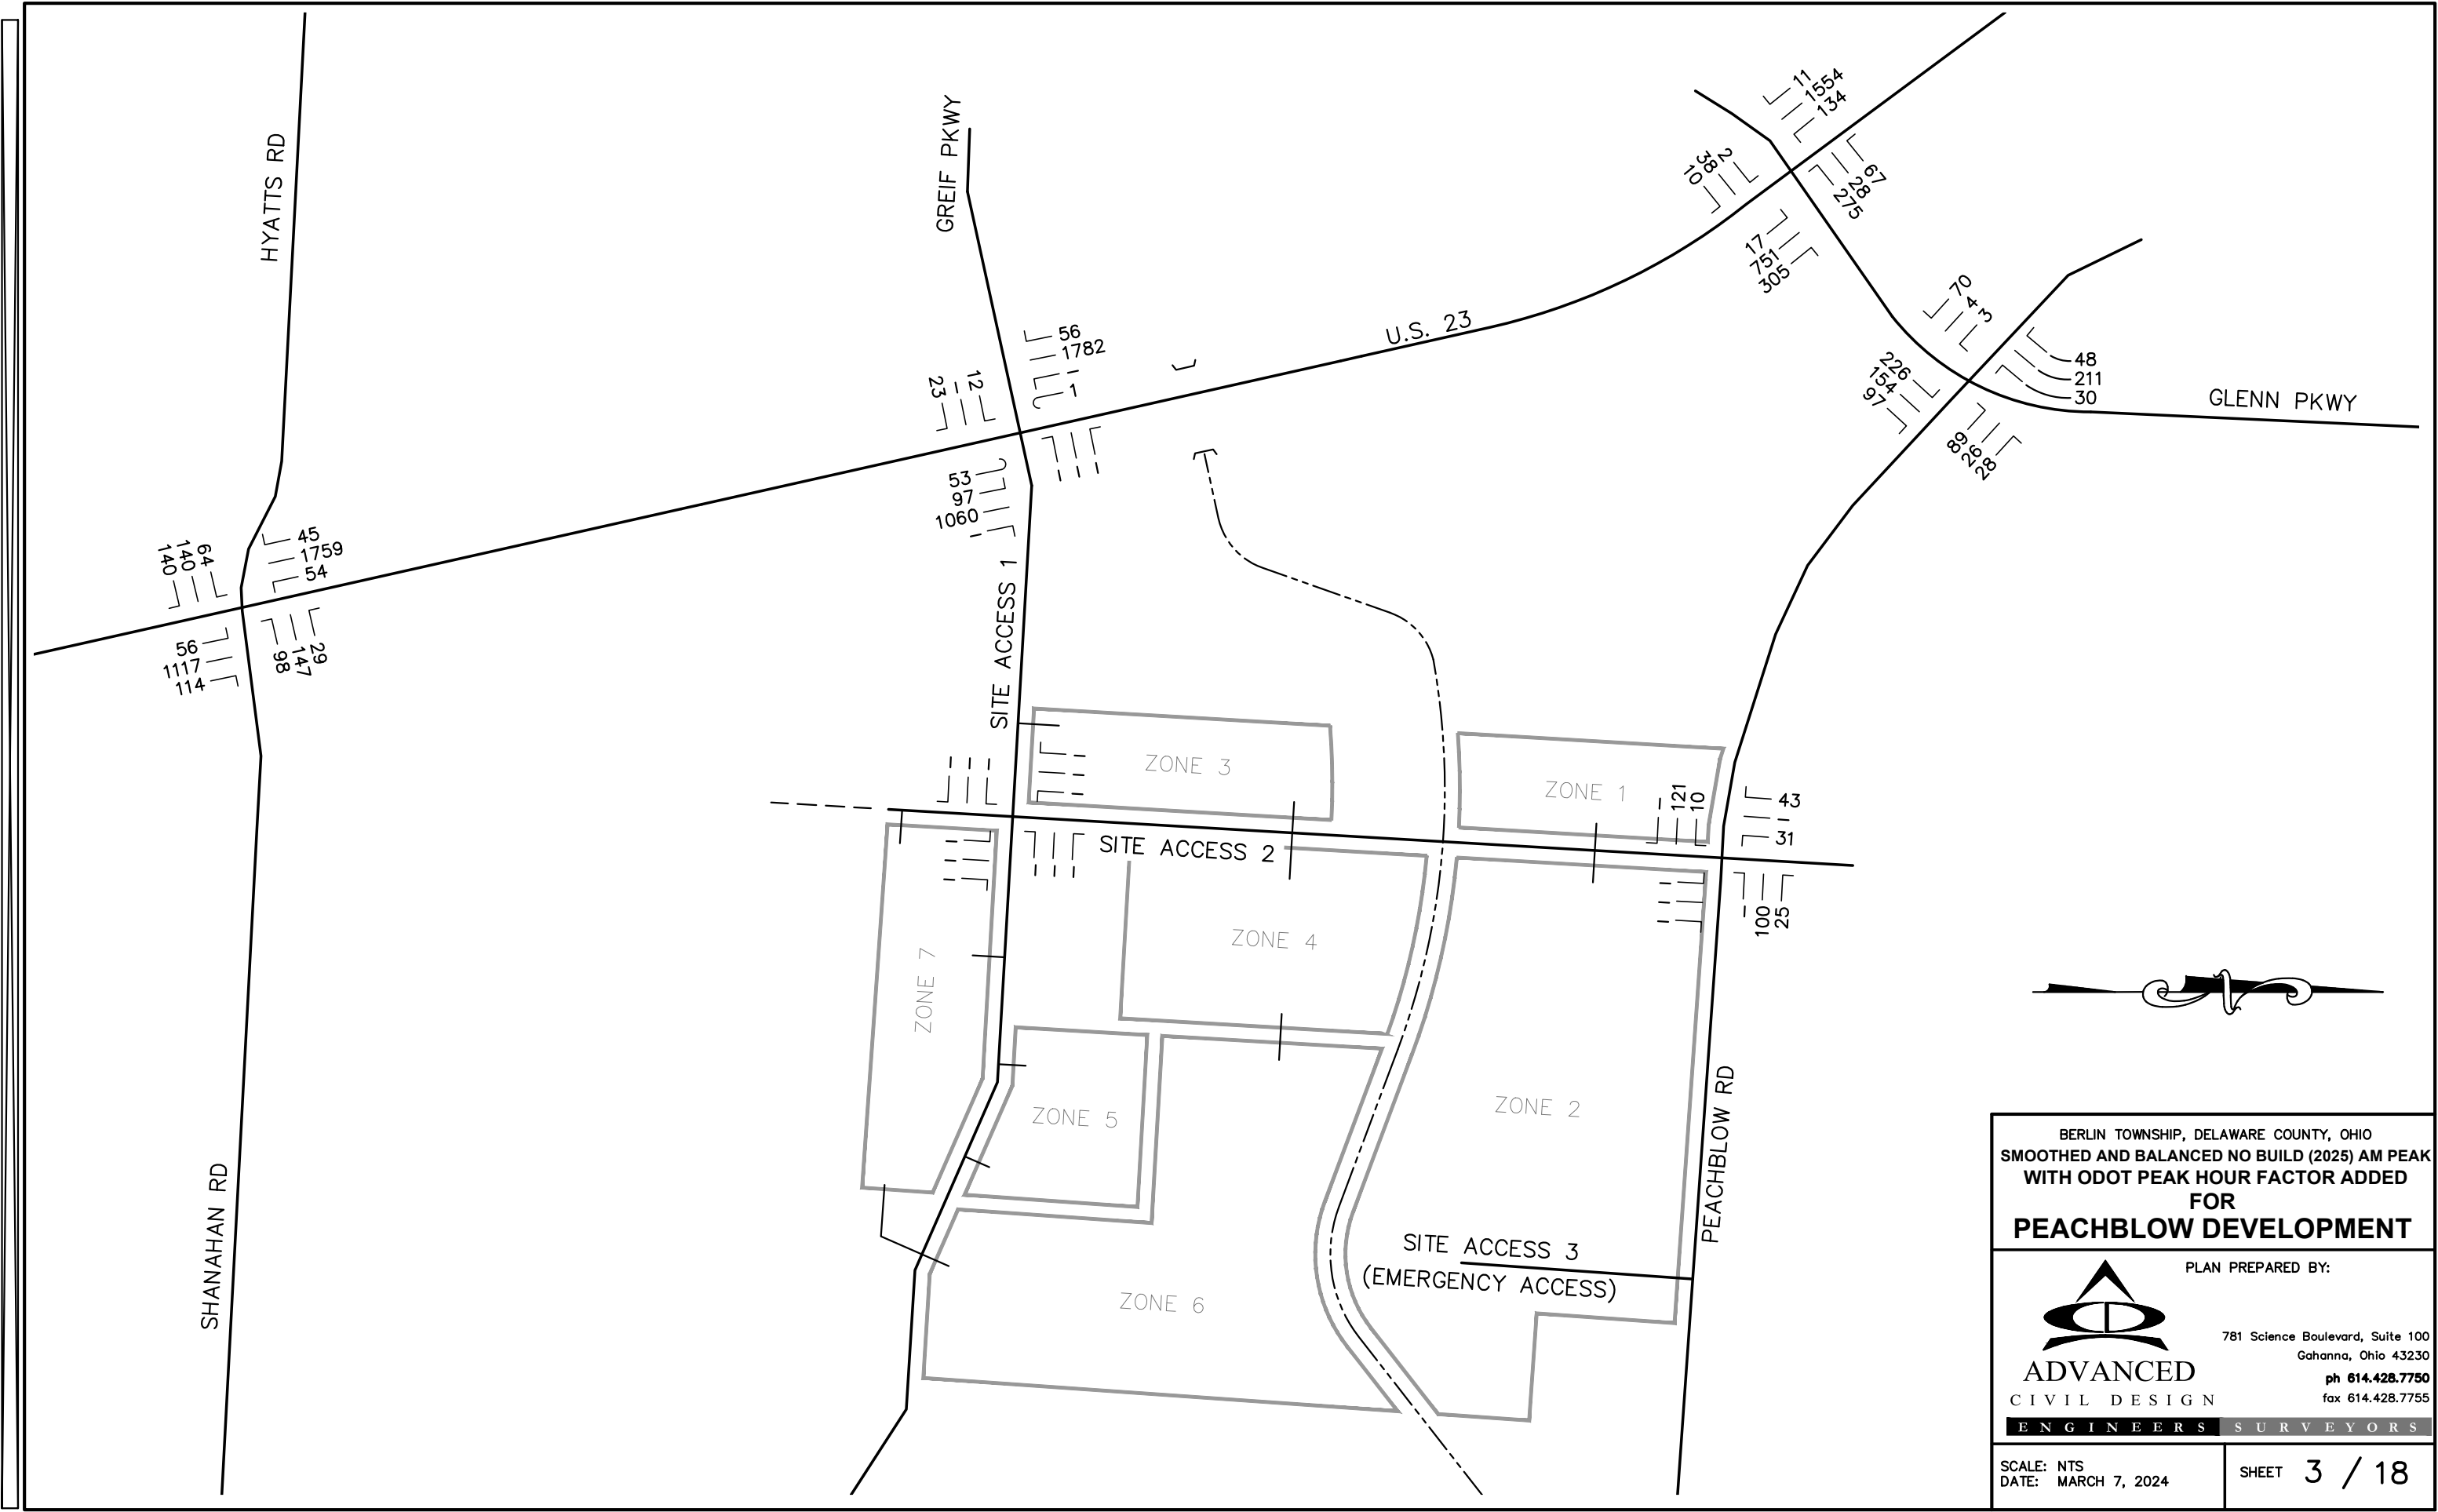 HYATTS RD
GREIF PKWY
11
1554
134
2
38
10
67
28
275
17
751
305
70
4
3
226
154
97
48
211
30
GLENN PKWY
89
26
28
U.S. 23
56
1782
-
1
12
1
23
- - -
53
97
1060
-
64
140
140
45
1759
54
56
1117
114
29
147
98
SITE ACCESS 1
ZONE 3
ZONE 1
- - -
-
-
-
-
-
-
- - -
SITE ACCESS 2
-
121
10
43
-
31
-
-
-
-
100
25
ZONE 7
ZONE 4
ZONE 5
ZONE 2
PEACHBLOW RD
SHANAHAN RD
SITE ACCESS 3
(EMERGENCY ACCESS)
ZONE 6
BERLIN TOWNSHIP, DELAWARE COUNTY, OHIO
SMOOTHED AND BALANCED NO BUILD (2025) AM PEAK
WITH ODOT PEAK HOUR FACTOR ADDED
FOR
PEACHBLOW DEVELOPMENT
PLAN PREPARED BY:
781 Science Boulevard, Suite 100
Gahanna, Ohio 43230
ph 614.428.7750
fax 614.428.7755
ADVANCED
CIVIL DESIGN
ENGINEERS SURVEYORS
SCALE: NTS
DATE: MARCH 7, 2024
SHEET 3 / 18